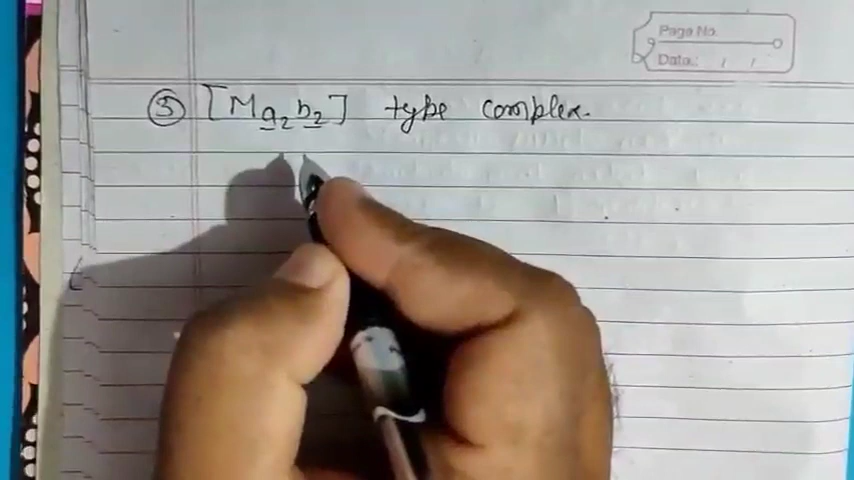 Page No.
Date: / /
⑤ [Ma₂b₂] type complex.